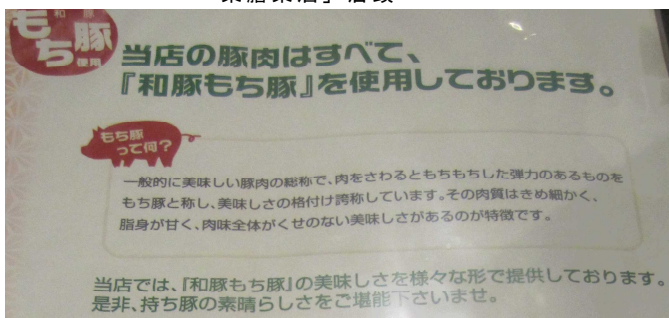 和豚
もち豚
使用
当店の豚肉はすべて、
『和豚もち豚』を使用しております。
もち豚
って何?
一般的に美味しい豚肉の総称で、肉をさわるともちもちした弾力のあるものを
もち豚と称し、美味しさの格付け誇称しています。その肉質はきめ細かく、
脂身が甘く、肉味全体がくせのない美味しさがあるのが特徴です。
当店では、『和豚もち豚』の美味しさを様々な形で提供しております。
是非、持ち豚の素晴らしさをご堪能下さいませ。